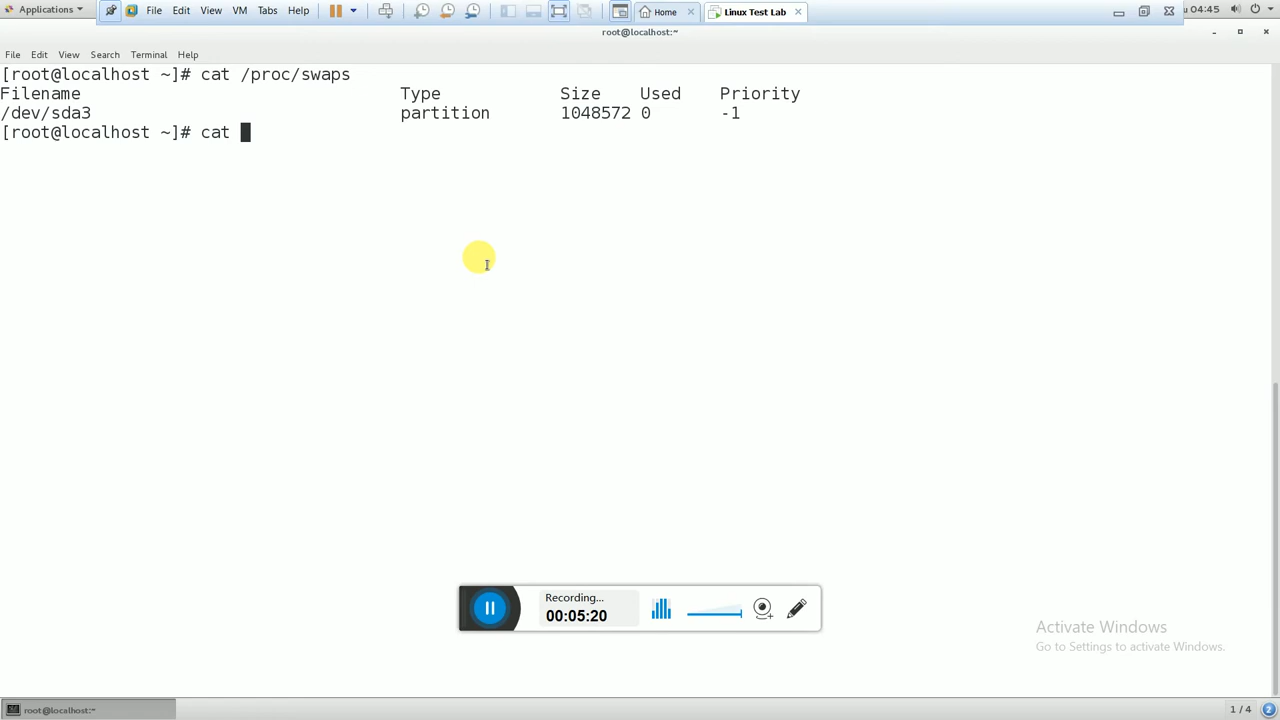 Applications File Edit View VM Tabs Help Home Linux Test Lab 04:45
root@localhost:~
File Edit View Search Terminal Help
[root@localhost ~]# cat /proc/swaps
Filename Type Size Used Priority
/dev/sda3 partition 1048572 0 -1
[root@localhost ~]# cat
Recording...
00:05:20
Activate Windows
Go to Settings to activate Windows.
root@localhost:~ 1 / 4 2